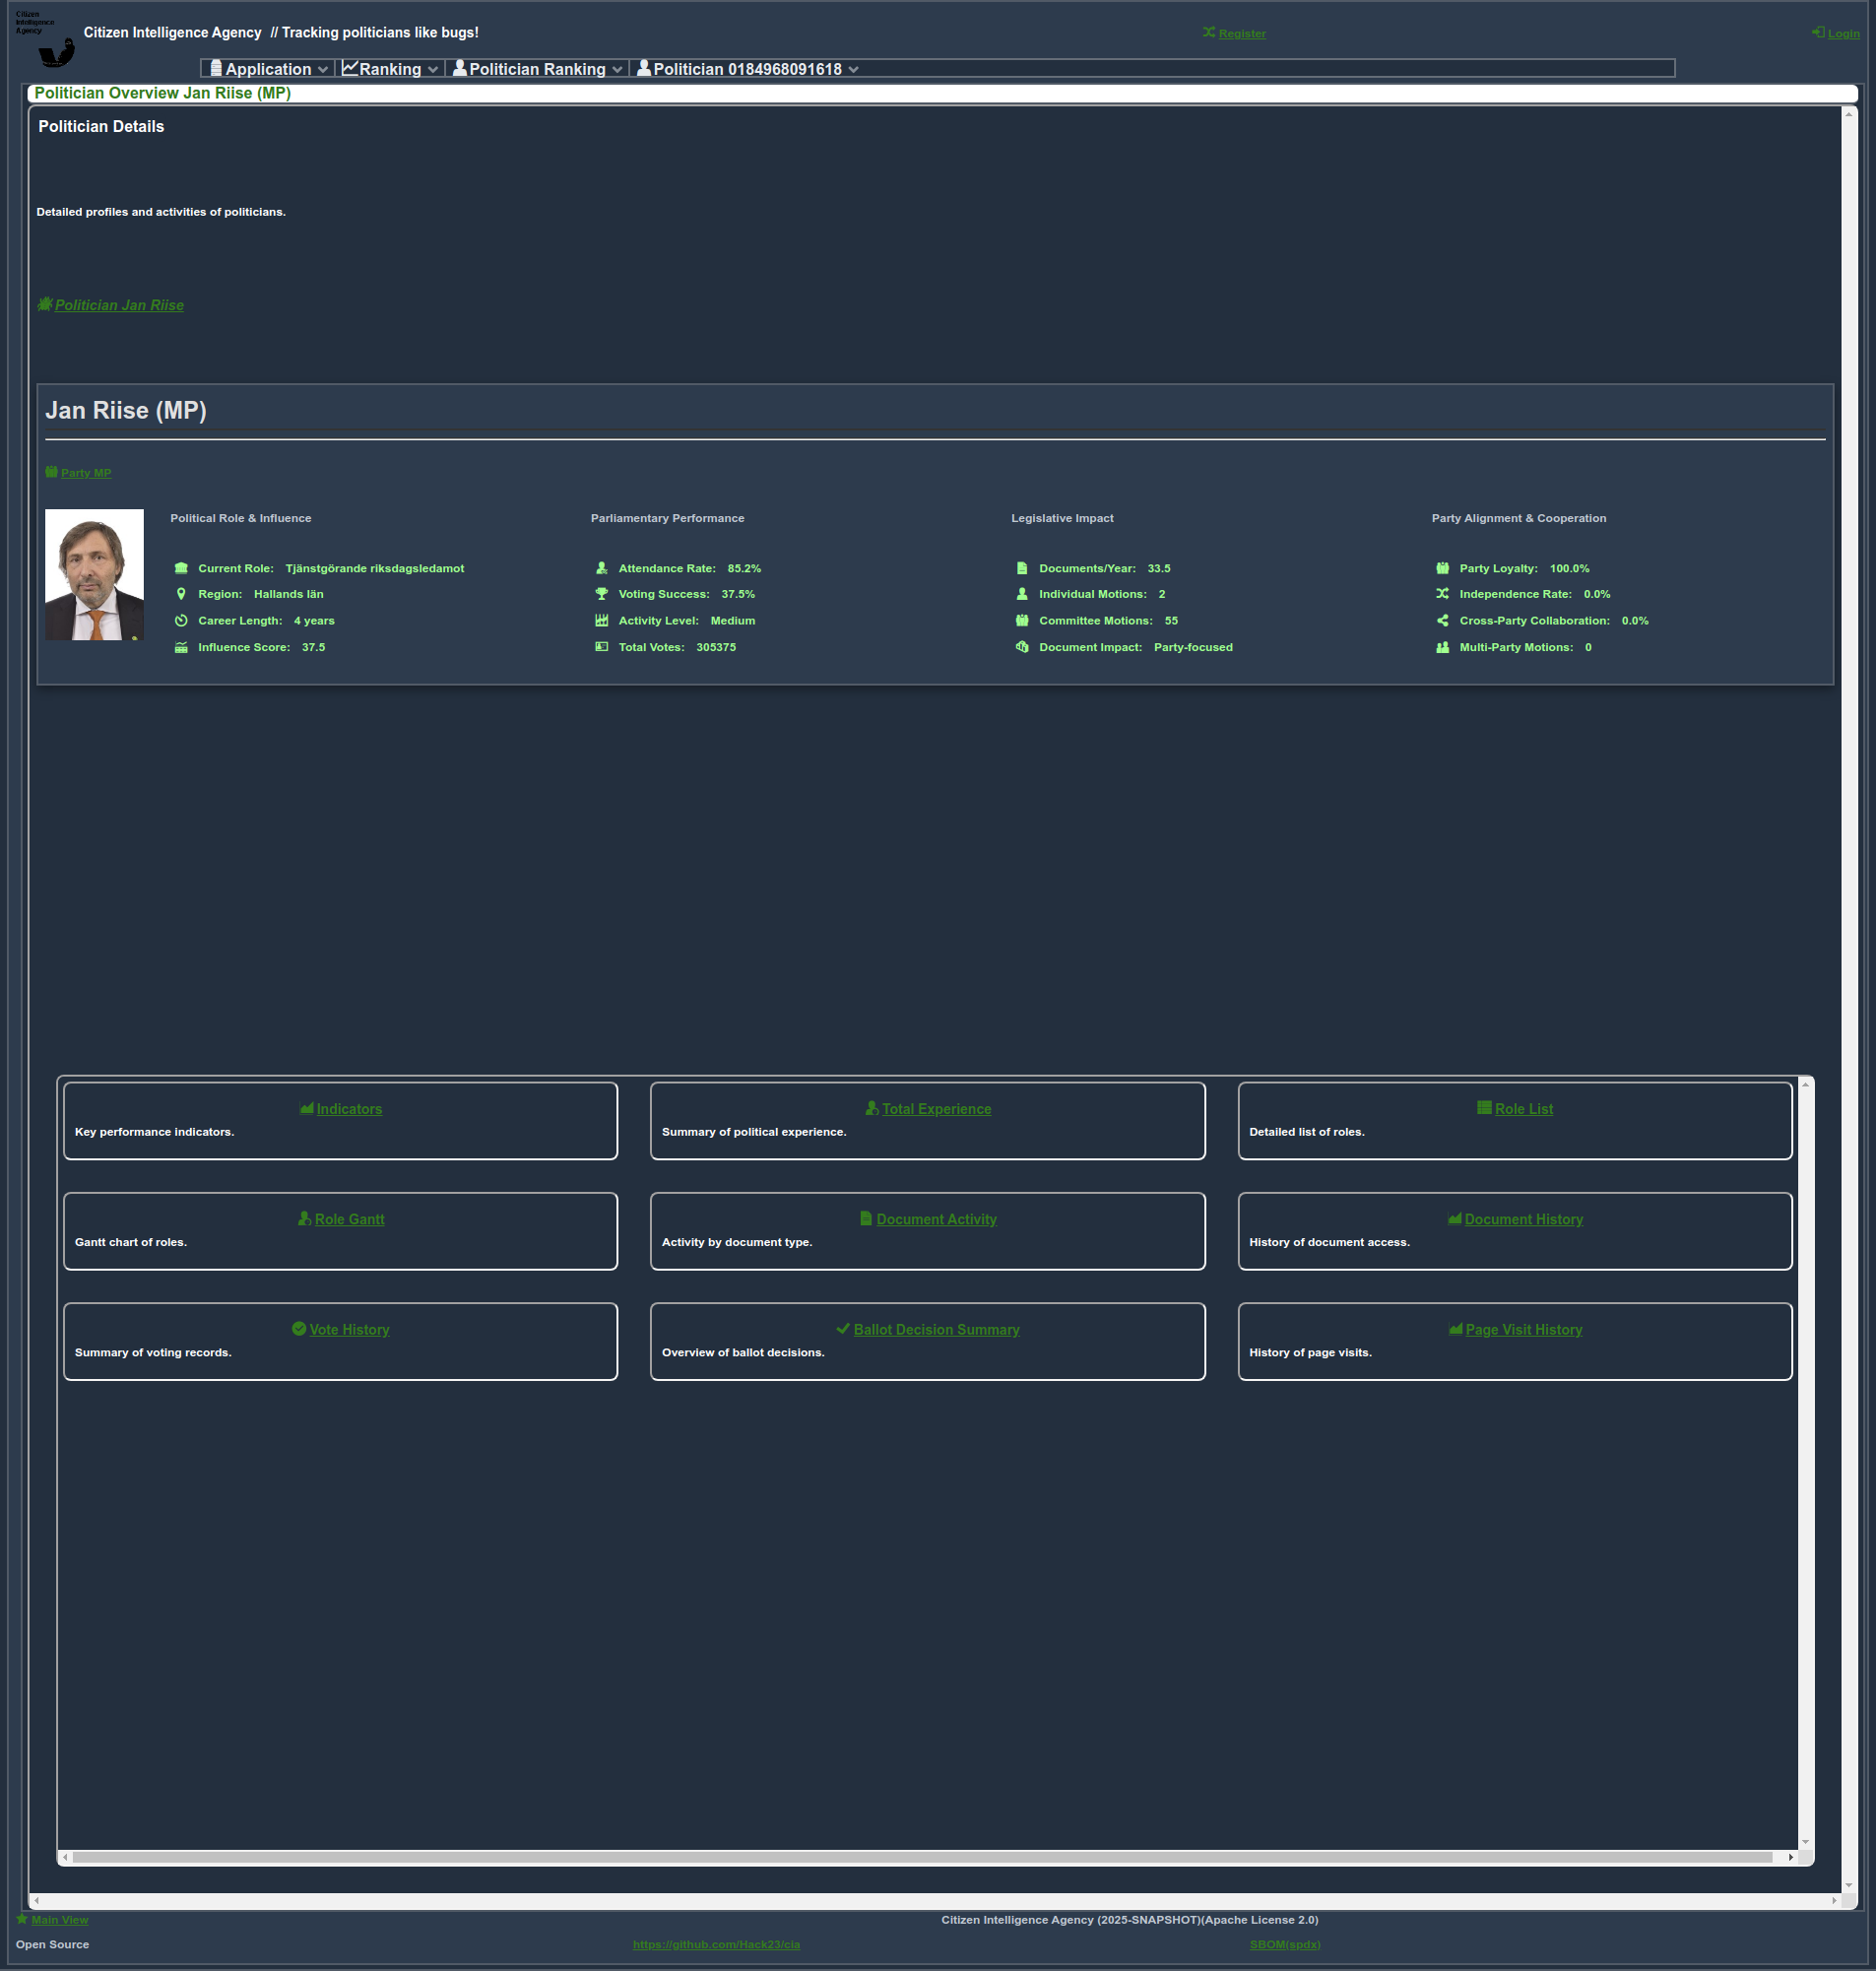 Citizen
Intelligence
Agency
Citizen Intelligence Agency // Tracking politicians like bugs!
Register
Login
Application
Ranking
Politician Ranking
Politician 0184968091618
Politician Overview Jan Riise (MP)
Politician Details
Detailed profiles and activities of politicians.
Politician Jan Riise
Jan Riise (MP)
Party MP
Political Role & Influence
Current Role: Tjänstgörande riksdagsledamot
Region: Hallands län
Career Length: 4 years
Influence Score: 37.5
Parliamentary Performance
Attendance Rate: 85.2%
Voting Success: 37.5%
Activity Level: Medium
Total Votes: 305375
Legislative Impact
Documents/Year: 33.5
Individual Motions: 2
Committee Motions: 55
Document Impact: Party-focused
Party Alignment & Cooperation
Party Loyalty: 100.0%
Independence Rate: 0.0%
Cross-Party Collaboration: 0.0%
Multi-Party Motions: 0
Indicators
Key performance indicators.
Total Experience
Summary of political experience.
Role List
Detailed list of roles.
Role Gantt
Gantt chart of roles.
Document Activity
Activity by document type.
Document History
History of document access.
Vote History
Summary of voting records.
Ballot Decision Summary
Overview of ballot decisions.
Page Visit History
History of page visits.
Main View
Citizen Intelligence Agency (2025-SNAPSHOT)(Apache License 2.0)
Open Source
https://github.com/Hack23/cia
SBOM(spdx)